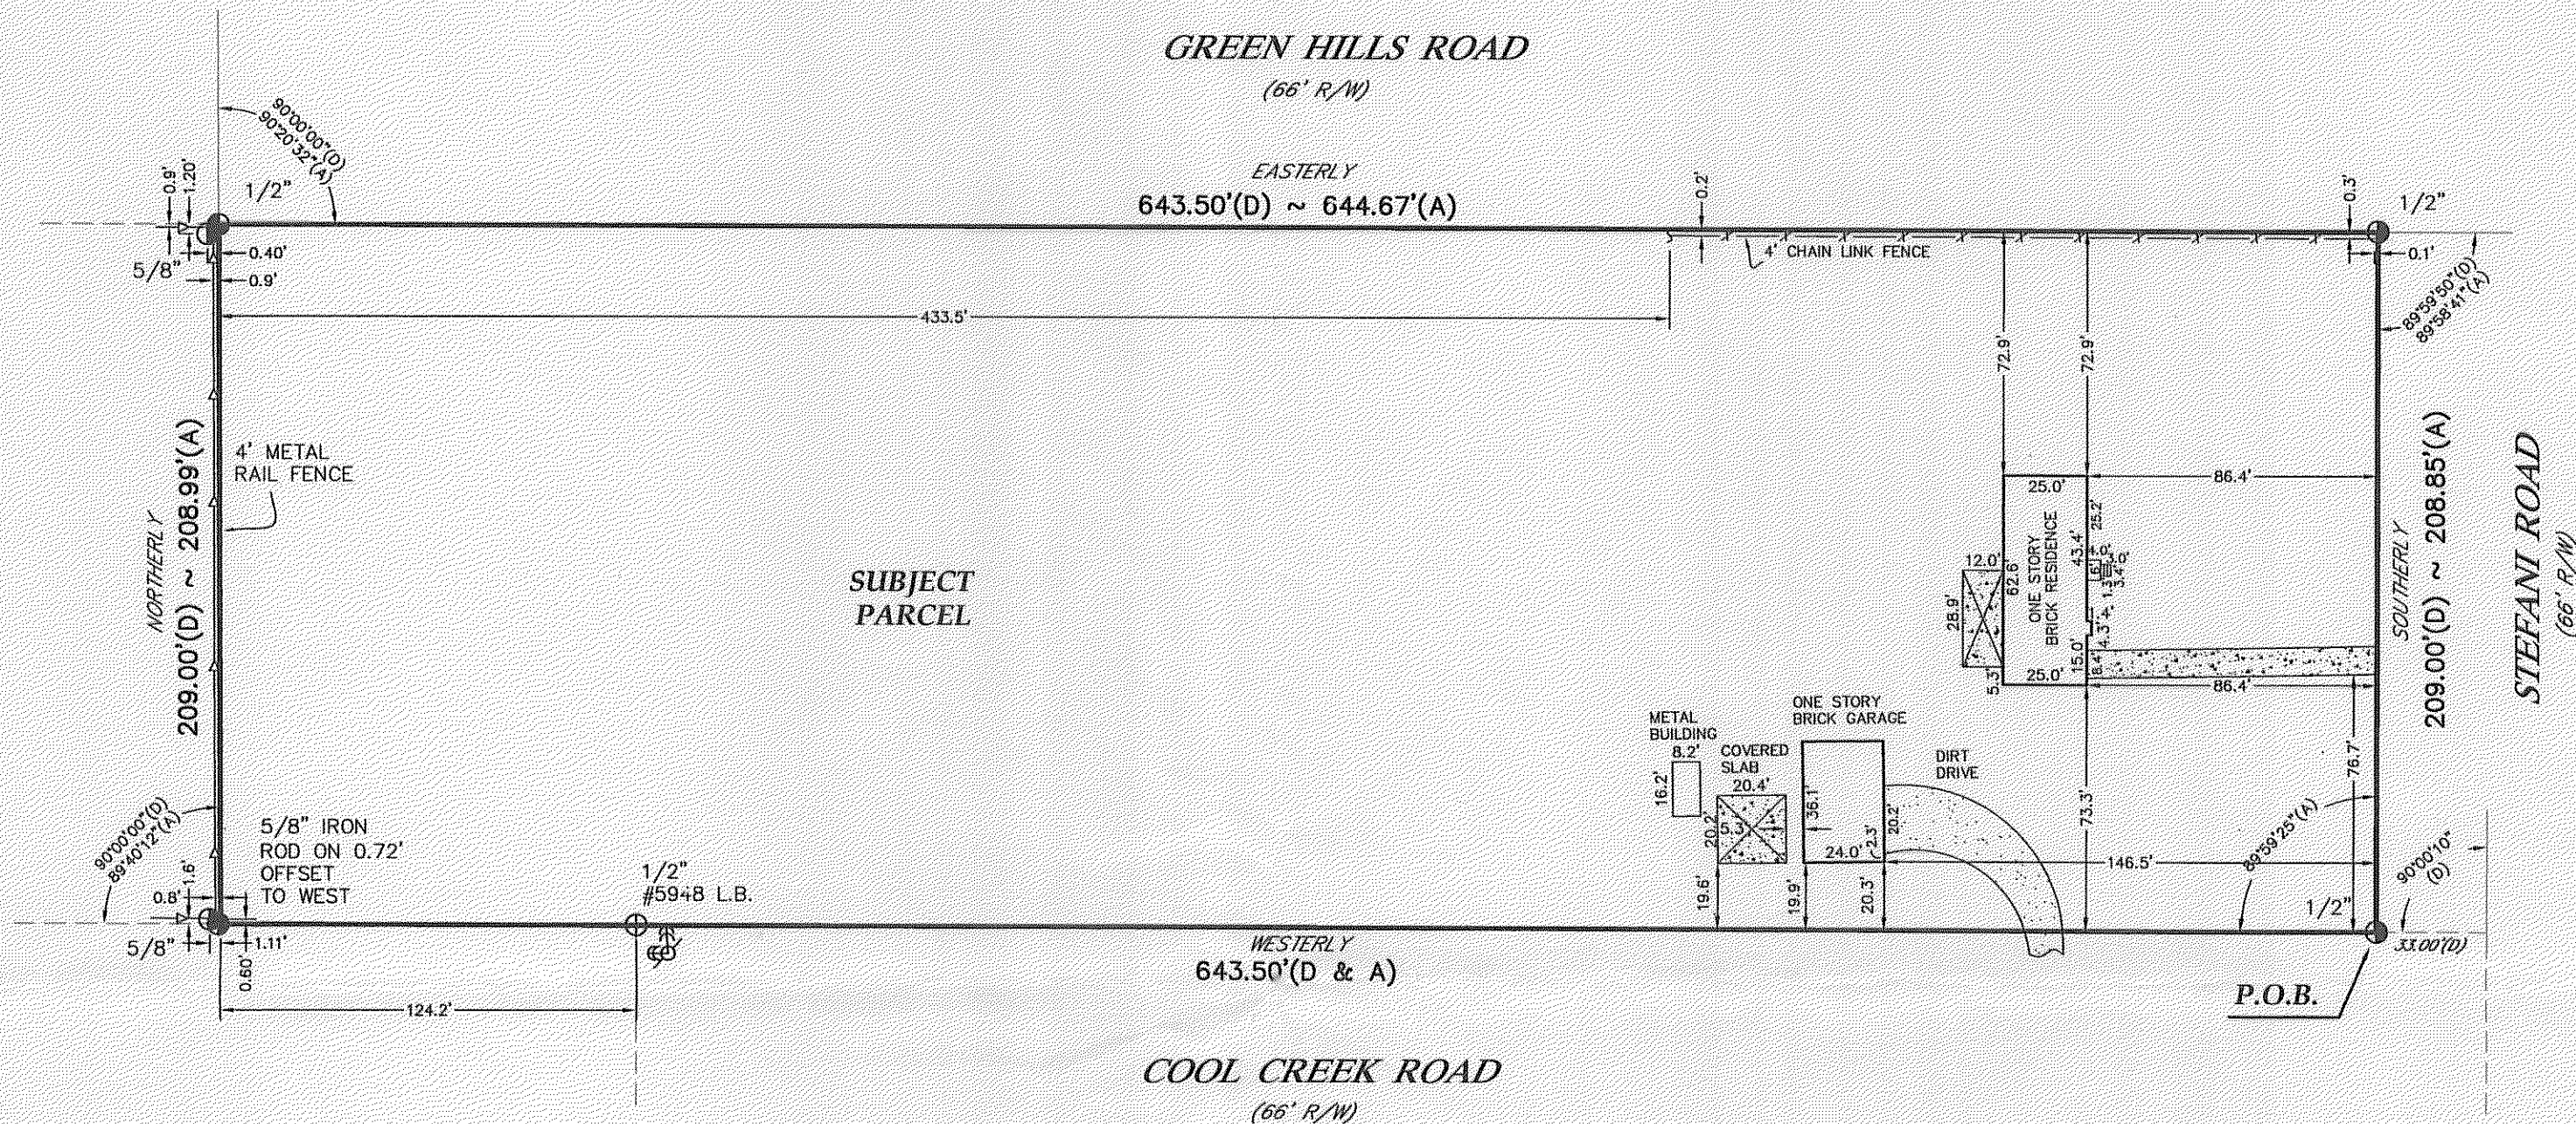 GREEN HILLS ROAD
(66' R/W)
90°00'00"(D)
90°20'32"(A)
0.9'
1.20'
1/2"
EASTERLY
643.50'(D) ~ 644.67'(A)
0.2'
0.3'
1/2"
5/8"
0.40'
0.9'
4' CHAIN LINK FENCE
0.1'
89°59'50"(D)
89°58'41"(A)
433.5'
72.9'
72.9'
NORTHERLY
209.00'(D) ~ 208.99'(A)
4' METAL
RAIL FENCE
SUBJECT
PARCEL
86.4'
25.0'
25.2'
43.4'
62.6'
ONE STORY
BRICK RESIDENCE
12.0'
28.9'
5.3'
1.3'
3.4'
4.3'
15.0'
8.4'
25.0'
86.4'
SOUTHERLY
209.00'(D) ~ 208.85'(A)
STEFANI ROAD
(66' R/W)
METAL
BUILDING
8.2'
16.2'
COVERED
SLAB
20.4'
20.2'
5.3'
ONE STORY
BRICK GARAGE
36.1'
24.0'
2.3'
20.2'
DIRT
DRIVE
73.3'
76.7'
146.5'
89°59'25"(A)
90°00'10"
(D)
19.6'
19.9'
20.3'
1/2"
33.00'(D)
P.O.B.
90°00'00"(D)
89°40'12"(A)
1.6'
0.8'
5/8" IRON
ROD ON 0.72'
OFFSET
TO WEST
5/8"
1.11'
0.60'
1/2"
#5948 L.B.
124.2'
WESTERLY
643.50'(D & A)
COOL CREEK ROAD
(66' R/W)